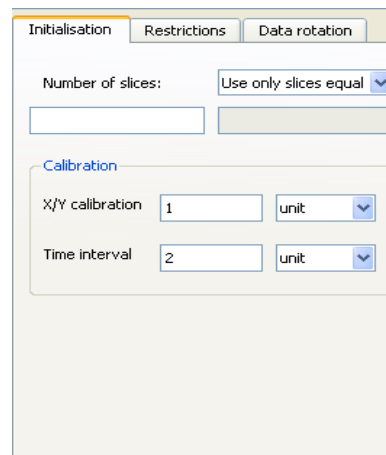 Initialisation Restrictions Data rotation
Number of slices: Use only slices equal
Calibration
X/Y calibration 1 unit
Time interval 2 unit